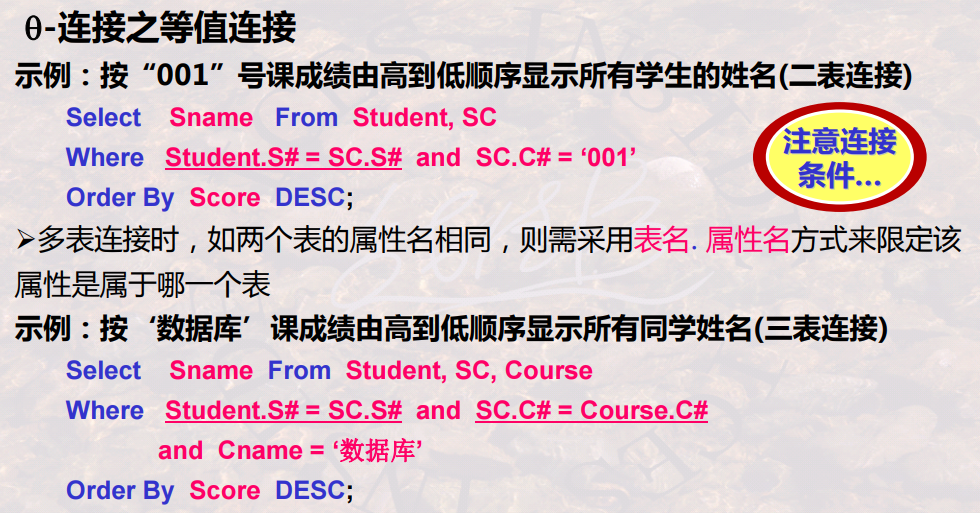 θ-连接之等值连接
示例：按“001”号课成绩由高到低顺序显示所有学生的姓名(二表连接)
Select Sname From Student, SC
Where Student.S# = SC.S# and SC.C# = ‘001’
Order By Score DESC;
注意连接
条件...
➢多表连接时，如两个表的属性名相同，则需采用表名. 属性名方式来限定该
属性是属于哪一个表
示例：按‘数据库’课成绩由高到低顺序显示所有同学姓名(三表连接)
Select Sname From Student, SC, Course
Where Student.S# = SC.S# and SC.C# = Course.C#
and Cname = ‘数据库’
Order By Score DESC;